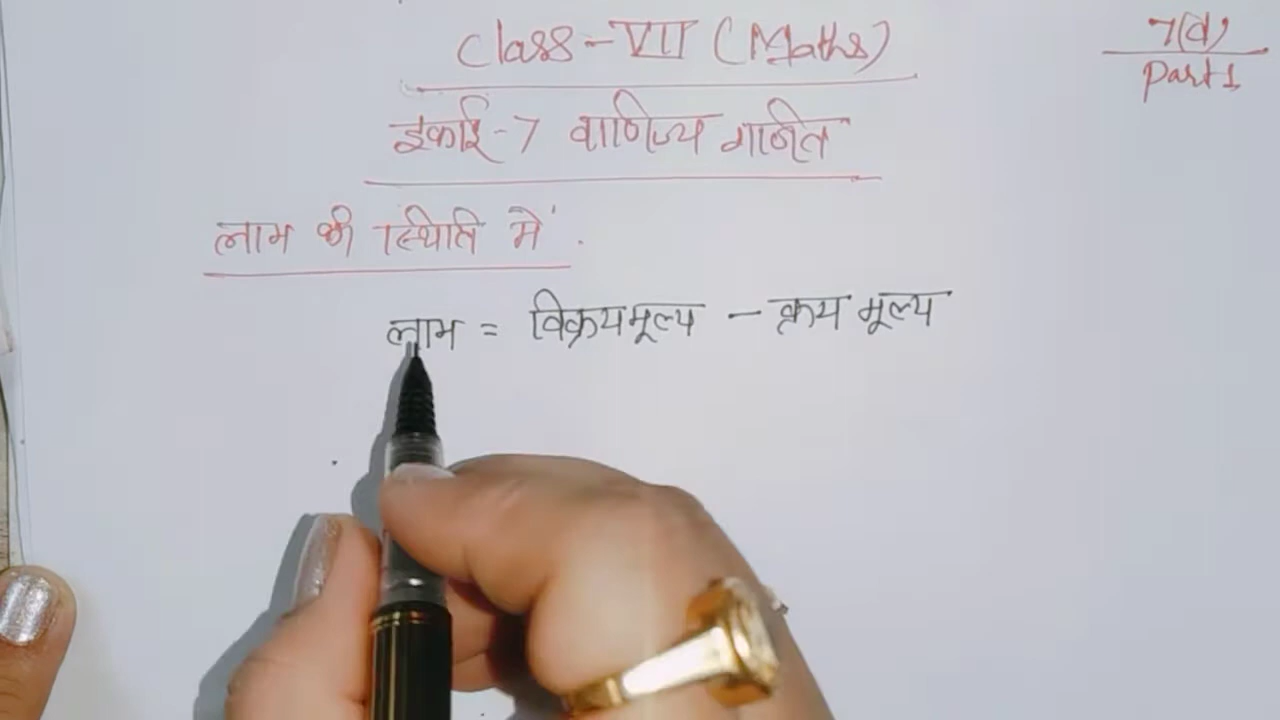 Class-VII (Maths)
7(d)
Part 1
इकाई-7 वाणिज्य गणित
लाभ की स्थिति में
लाभ = विक्रयमूल्य - क्रय मूल्य